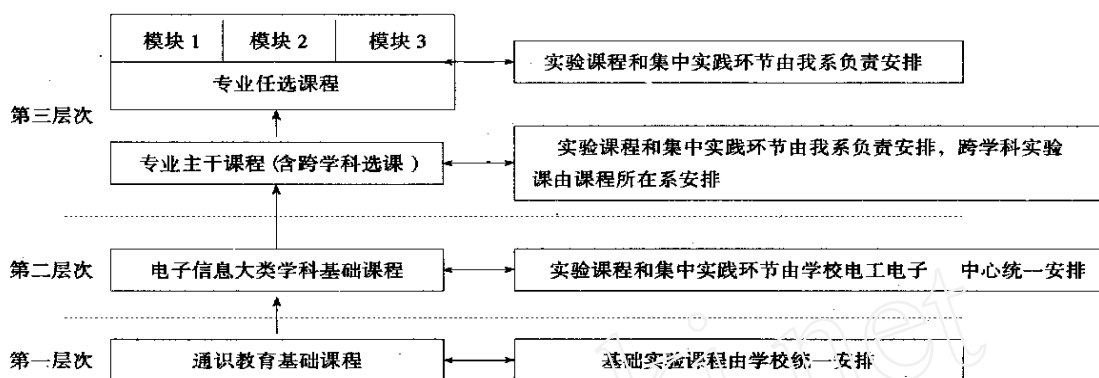 模块 1 模块 2 模块 3
专业任选课程
实验课程和集中实践环节由我系负责安排
第三层次
专业主干课程 (含跨学科选课 )
实验课程和集中实践环节由我系负责安排，跨学科实验
课由课程所在系安排
第二层次
电子信息大类学科基础课程
实验课程和集中实践环节由学校电工电子 中心统一安排
第一层次
通识教育基础课程
基础实验课程由学校统一安排